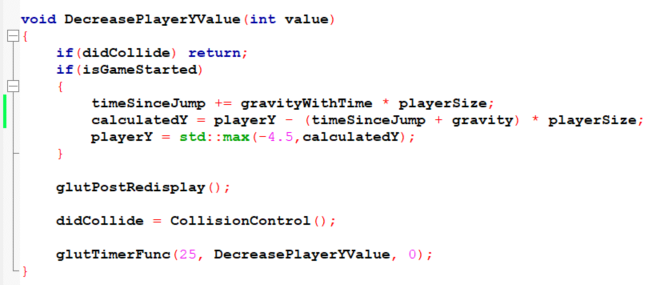 void DecreasePlayerYValue(int value)
{
    if(didCollide) return;
    if(isGameStarted)
    {
        timeSinceJump += gravityWithTime * playerSize;
        calculatedY = playerY - (timeSinceJump + gravity) * playerSize;
        playerY = std::max(-4.5,calculatedY);
    }

    glutPostRedisplay();

    didCollide = CollisionControl();

    glutTimerFunc(25, DecreasePlayerYValue, 0);
}